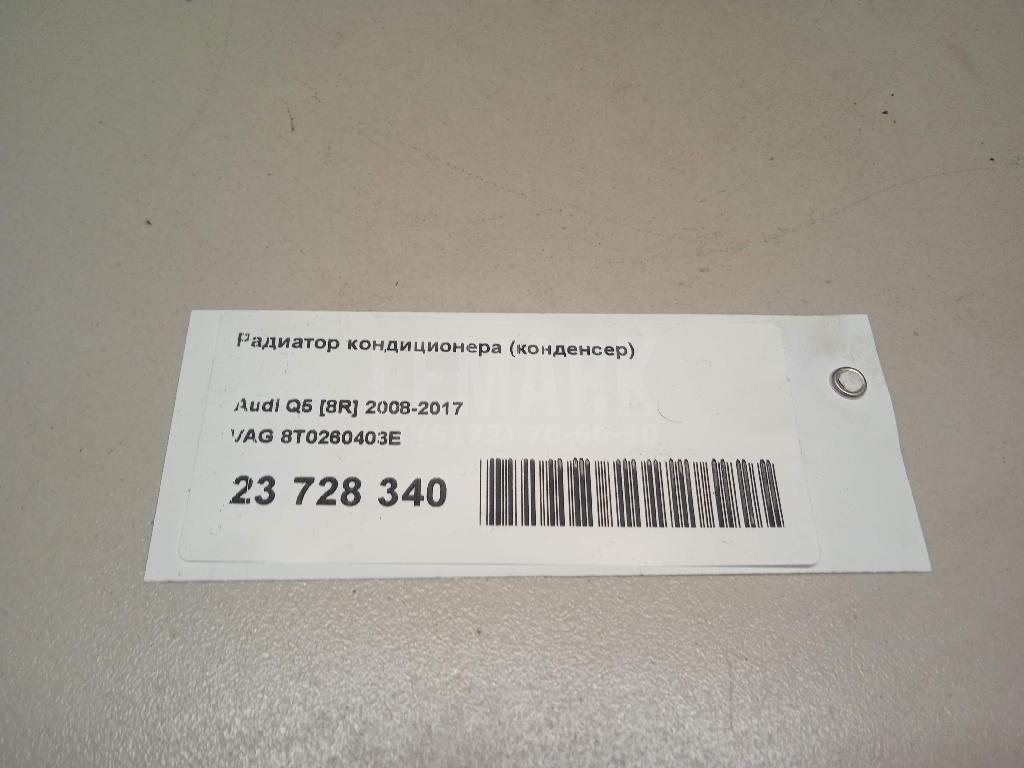 Радиатор кондиционера (конденсер)
Audi Q5 [8R] 2008-2017
VAG 8T0260403E
23 728 340